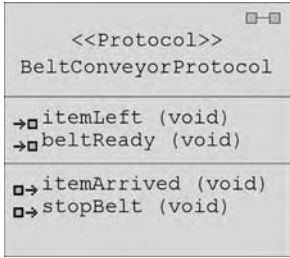 <<Protocol>>
BeltConveyorProtocol
itemLeft (void)
beltReady (void)
itemArrived (void)
stopBelt (void)